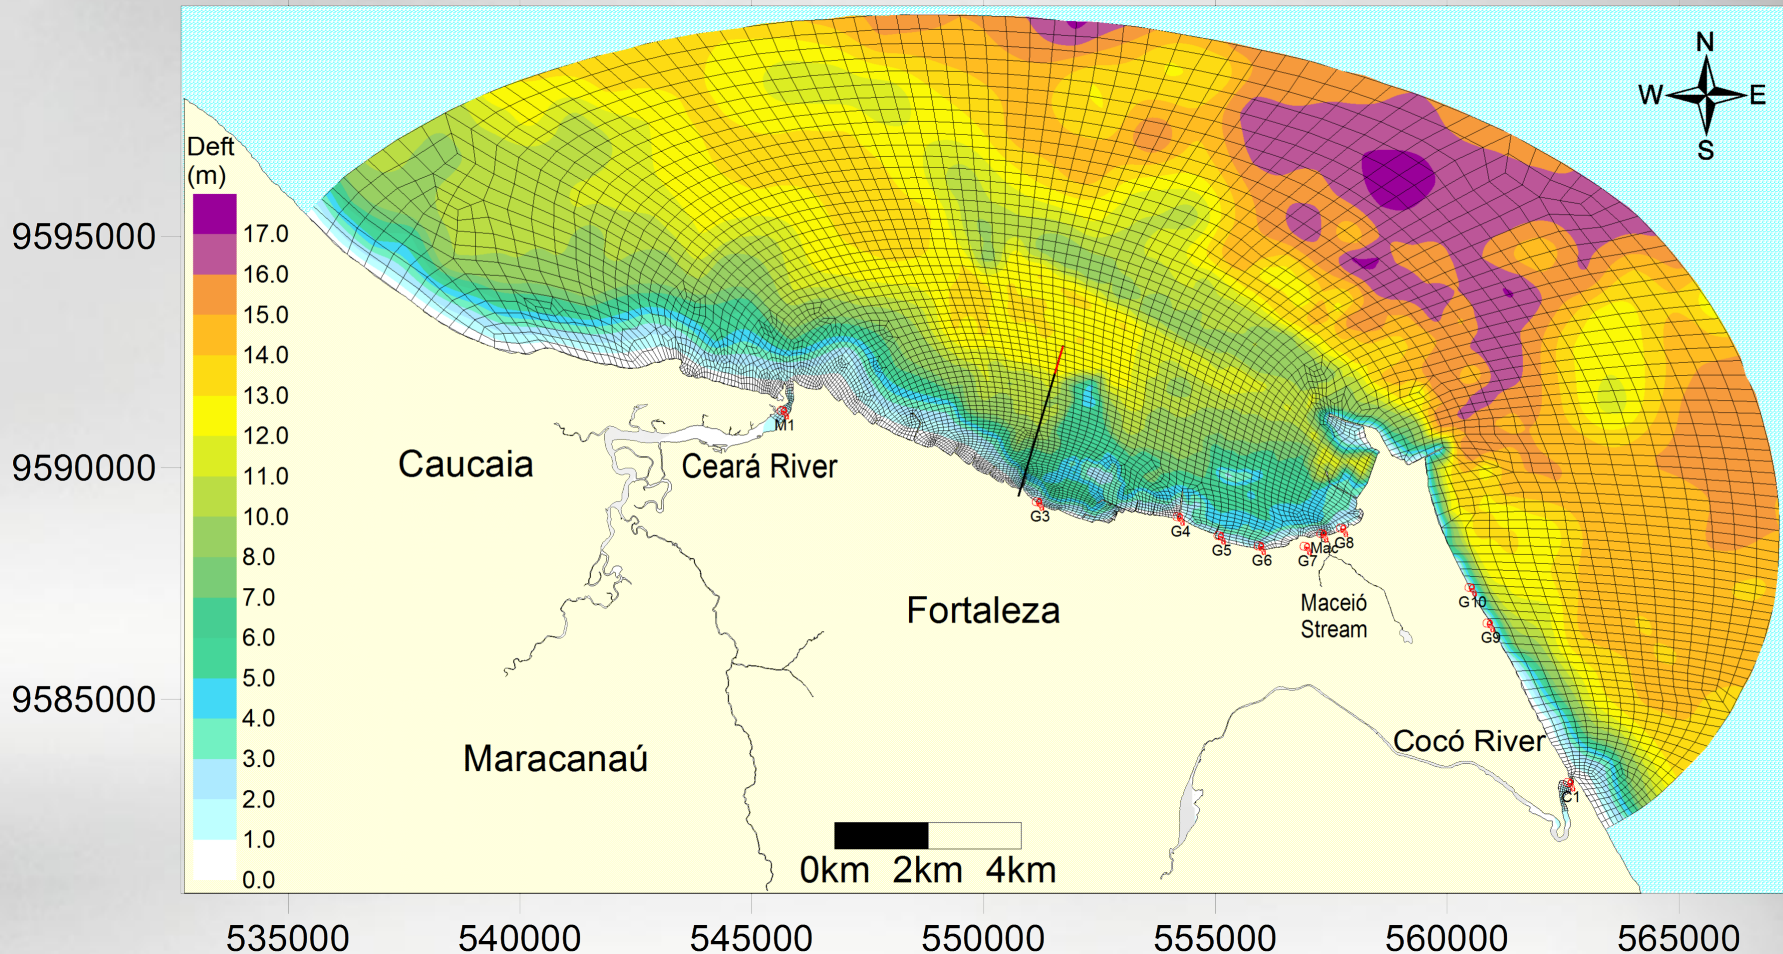 N
W E
S
Deft
(m)
17.0
16.0
15.0
14.0
13.0
12.0
11.0
10.0
8.0
7.0
6.0
5.0
4.0
3.0
2.0
1.0
0.0
9595000
9590000
9585000
M1
Caucaia
Ceará River
G3
G4
G5
G6
G7
Mac
G8
G10
G9
Fortaleza
Maceió
Stream
Maracanaú
Cocó River
C1
0km 2km 4km
535000 540000 545000 550000 555000 560000 565000